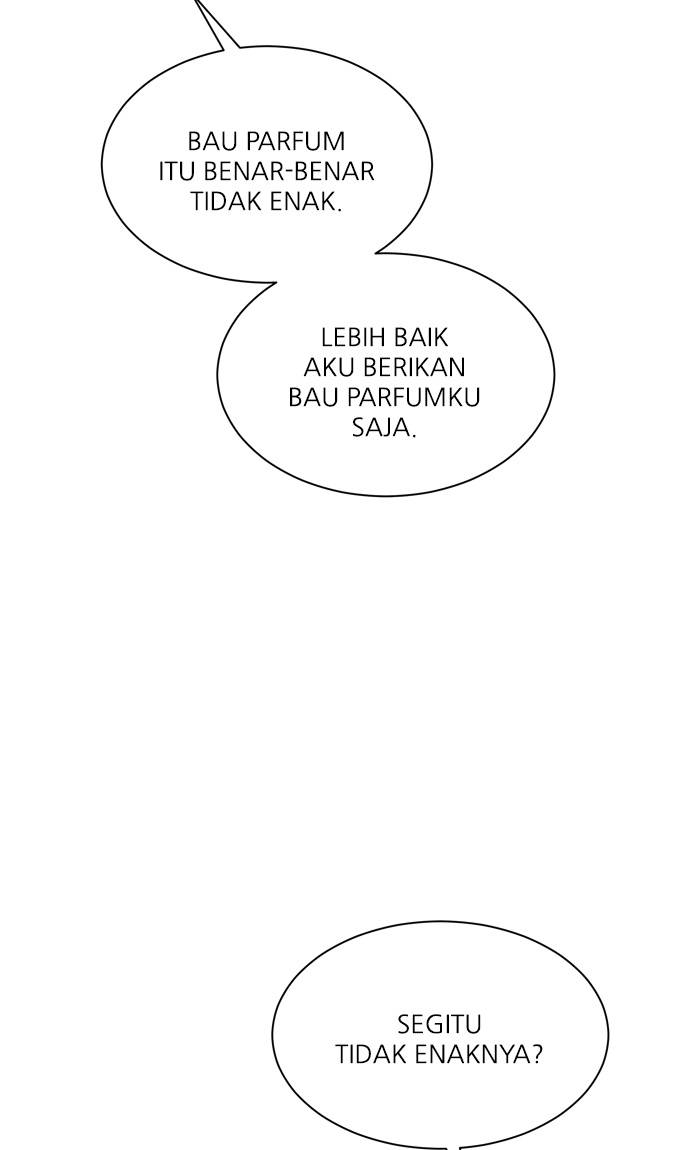 BAU PARFUM
ITU BENAR-BENAR
TIDAK ENAK.
LEBIH BAIK
AKU BERIKAN
BAU PARFUMKU
SAJA.
SEGITU
TIDAK ENAKNYA?